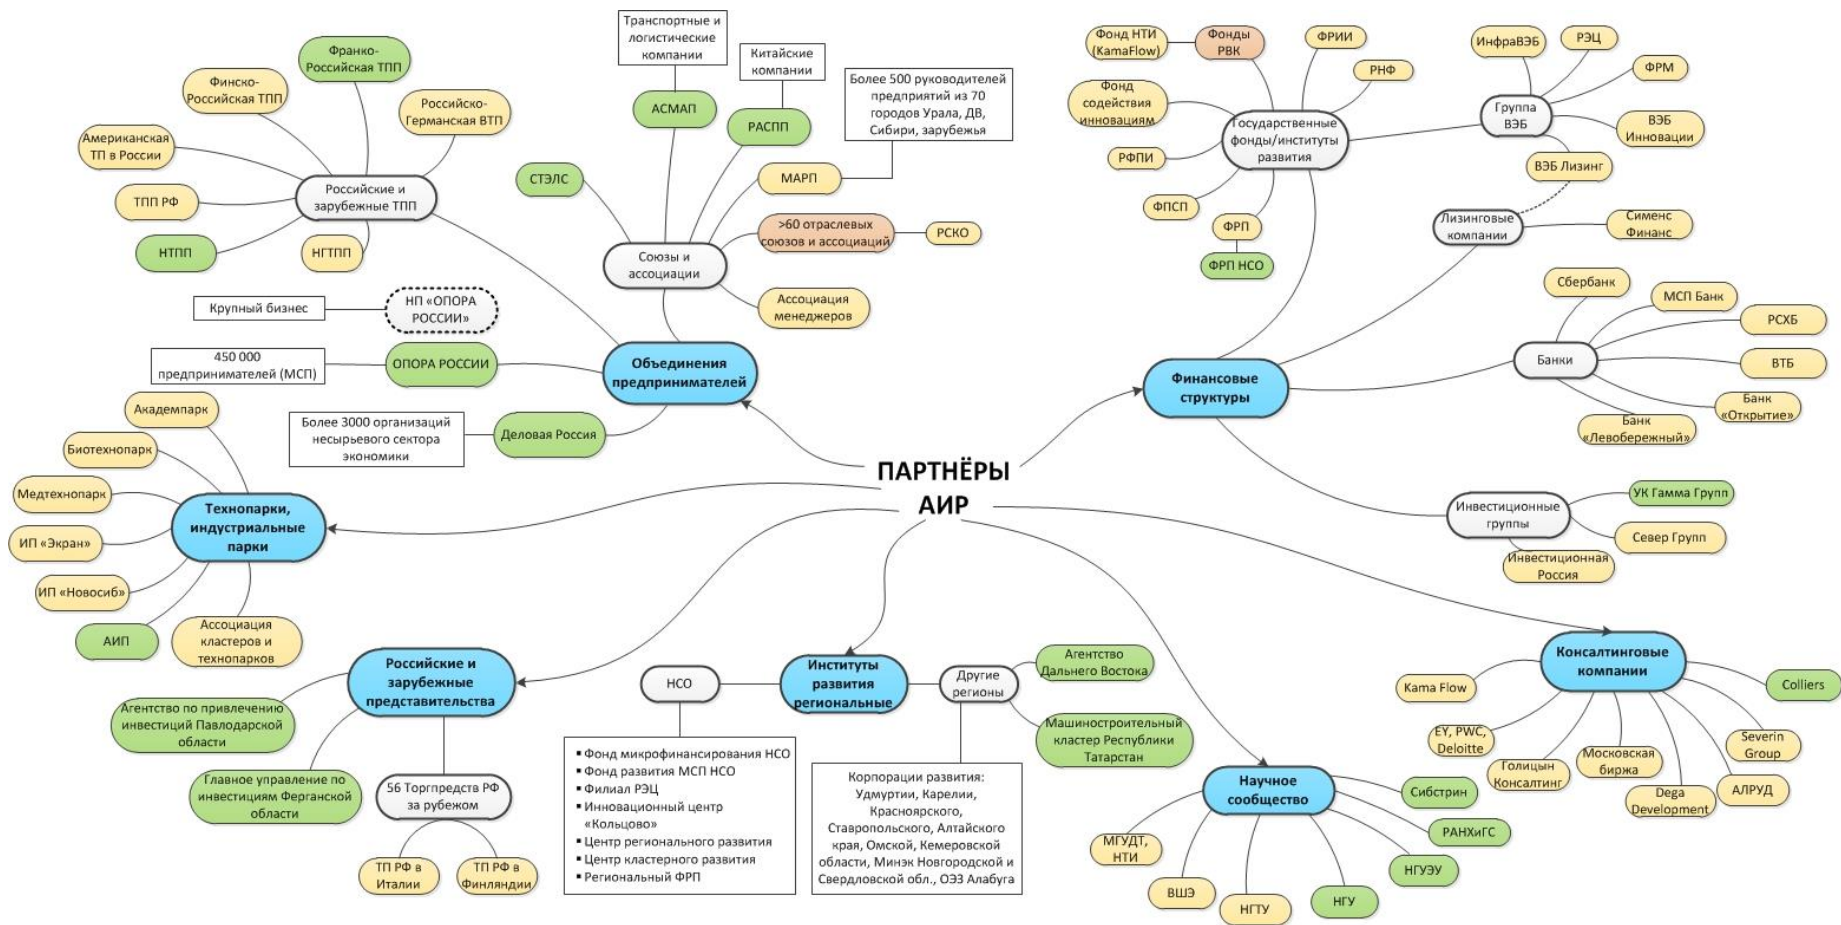 ПАРТНЁРЫ
АИР
Объединения
предпринимателей
Российские и
зарубежные ТПП
Франко-
Российская ТПП
Финско-
Российская ТПП
Российско-
Германская ВТП
Американская
ТП в России
ТПП РФ
НТПП
НГТПП
Союзы и
ассоциации
Транспортные и
логистические
компании
АСМАП
Китайские
компании
РАСПП
СТЭЛС
Более 500 руководителей
предприятий из 70
городов Урала, ДВ,
Сибири, зарубежья
МАРП
>60 отраслевых
союзов и ассоциаций
РСКО
Ассоциация
менеджеров
Крупный бизнес
НП «ОПОРА
РОССИИ»
450 000
предпринимателей (МСП)
ОПОРА РОССИИ
Более 3000 организаций
несырьевого сектора
экономики
Деловая Россия
Финансовые
структуры
Государственные
фонды/институты
развития
Фонд НТИ
(KamaFlow)
Фонды
РВК
ФРИИ
РНФ
Фонд
содействия
инновациям
РФПИ
ФПСП
ФРП
ФРП НСО
Группа
ВЭБ
ИнфраВЭБ
РЭЦ
ФРМ
ВЭБ
Инновации
ВЭБ Лизинг
Лизинговые
компании
Сименс
Финанс
Банки
Сбербанк
МСП Банк
РСХБ
ВТБ
Банк
«Открытие»
Банк
«Левобережный»
Инвестиционные
группы
УК Гамма Групп
Север Групп
Инвестиционная
Россия
Технопарки,
индустриальные
парки
Академпарк
Биотехнопарк
Медтехнопарк
ИП «Экран»
ИП «Новосиб»
АИП
Ассоциация
кластеров и
технопарков
Российские и
зарубежные
представительства
Агентство по привлечению
инвестиций Павлодарской
области
Главное управление по
инвестициям Ферганской
области
56 Торгпредств РФ
за рубежом
ТП РФ в
Италии
ТП РФ в
Финляндии
Институты
развития
региональные
НСО
▪ Фонд микрофинансирования НСО
▪ Фонд развития МСП НСО
▪ Филиал РЭЦ
▪ Инновационный центр
«Кольцово»
▪ Центр регионального развития
▪ Центр кластерного развития
▪ Региональный ФРП
Другие
регионы
Агентство
Дальнего Востока
Машиностроительный
кластер Республики
Татарстан
Корпорации развития:
Удмуртии, Карелии,
Красноярского,
Ставропольского, Алтайского
края, Омской, Кемеровской
области, Минэк Новгородской и
Свердловской обл., ОЭЗ Алабуга
Научное
сообщество
Сибстрин
РАНХиГС
НГУЭУ
НГУ
НГТУ
ВШЭ
МГУДТ,
НТИ
Консалтинговые
компании
Kama Flow
EY, PWC,
Deloitte
Голицын
Консалтинг
Московская
биржа
Dega
Development
АЛРУД
Severin
Group
Colliers